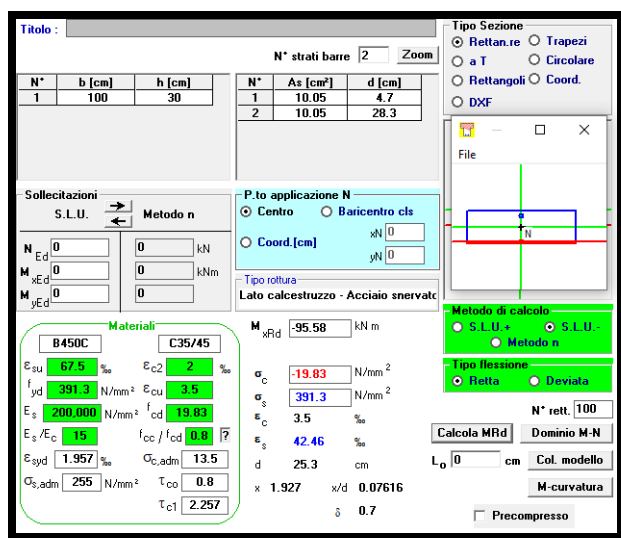 Titolo :
N° strati barre 2 Zoom
N° b [cm] h [cm]
1 100 30
N° As [cm²] d [cm]
1 10.05 4.7
2 10.05 28.3
Tipo Sezione
Rettan.re Trapezi
a T Circolare
Rettangoli Coord.
DXF
File
N
Sollecitazioni
S.L.U. Metodo n
N Ed 0 0 kN
M xEd 0 0 kNm
M yEd 0 0
P.to applicazione N
Centro Baricentro cls
Coord.[cm] xN 0
yN 0
Tipo rottura
Lato calcestruzzo - Acciaio snervato
Metodo di calcolo
S.L.U.+ S.L.U.-
Metodo n
Tipo flessione
Retta Deviata
Materiali
B450C C35/45
εsu 67.5 ‰ εc2 2 ‰
fyd 391.3 N/mm² εcu 3.5
Es 200,000 N/mm² fcd 19.83
Es/Ec 15 fcc / fcd 0.8 ?
εsyd 1.957 ‰ σc,adm 13.5
σs,adm 255 N/mm² τco 0.8
τc1 2.257
M xRd -95.58 kN m
σc -19.83 N/mm²
σs 391.3 N/mm²
εc 3.5 ‰
εs 42.46 ‰
d 25.3 cm
x 1.927 x/d 0.07616
δ 0.7
N° rett. 100
Calcola MRd Dominio M-N
Lo 0 cm Col. modello
M-curvatura
Precompresso